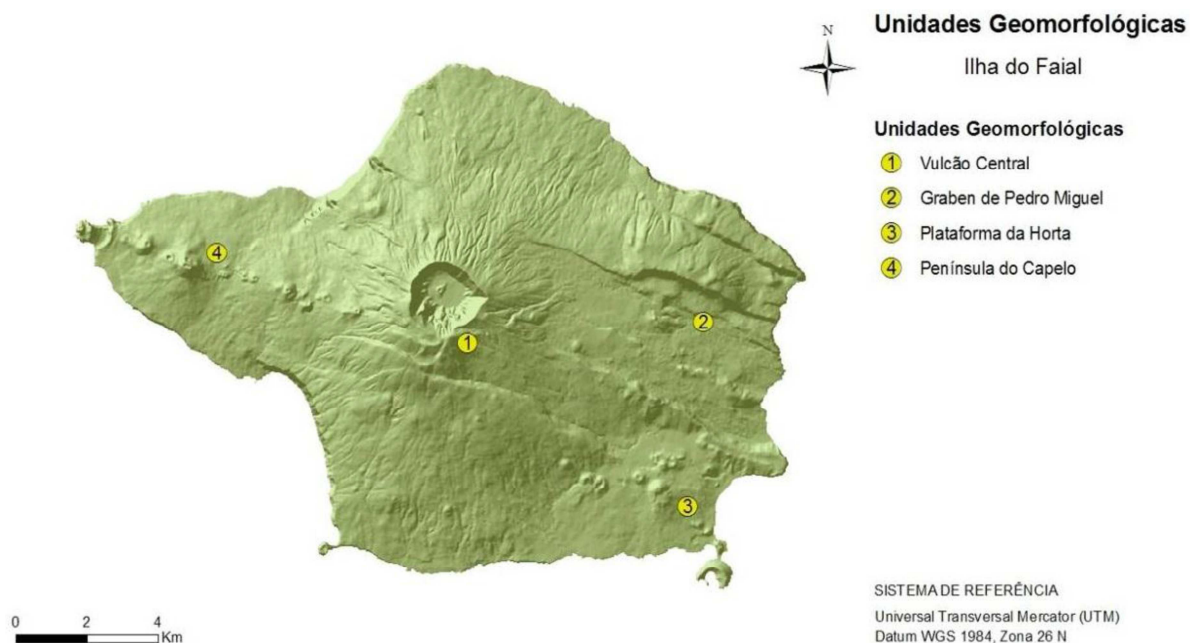 Unidades Geomorfológicas
Ilha do Faial
N
Unidades Geomorfológicas
1 Vulcão Central
2 Graben de Pedro Miguel
3 Plataforma da Horta
4 Península do Capelo
4
2
1
3
SISTEMA DE REFERÊNCIA
Universal Transversal Mercator (UTM)
Datum WGS 1984, Zona 26 N
0 2 4
Km